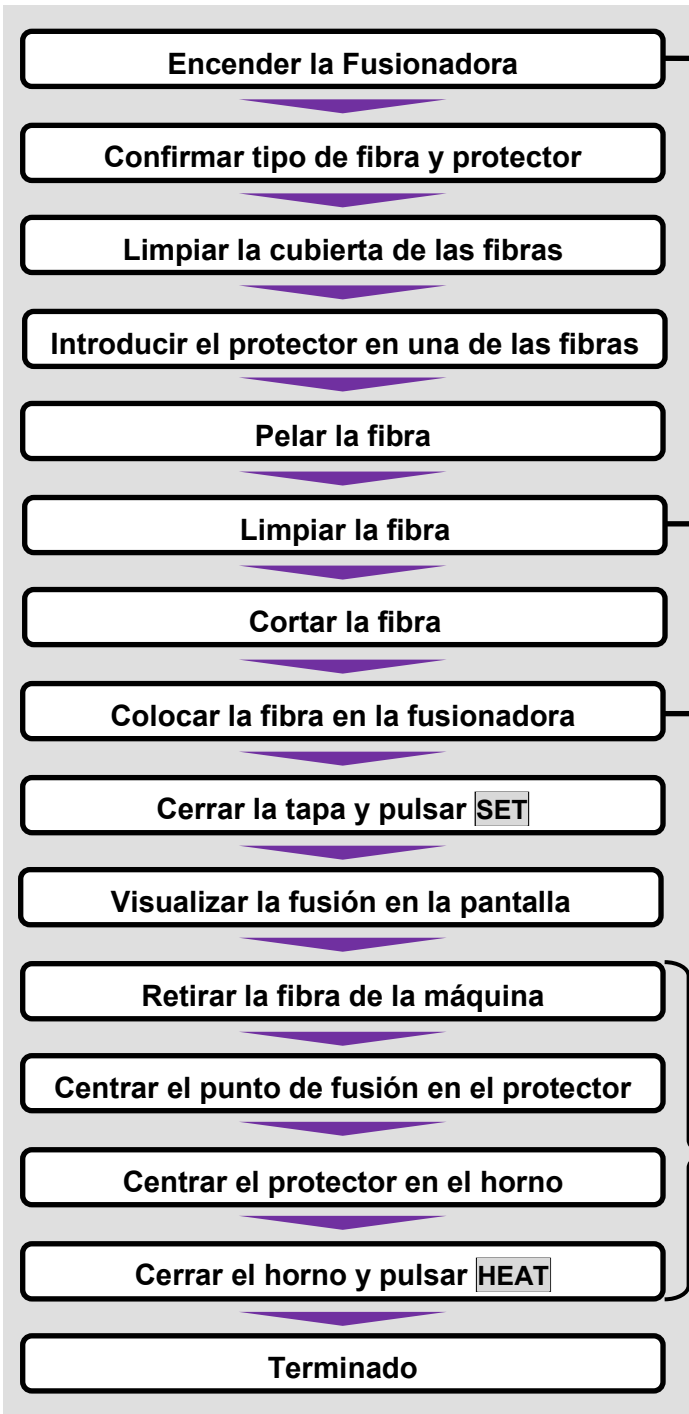 Encender la Fusionadora
Confirmar tipo de fibra y protector
Limpiar la cubierta de las fibras
Introducir el protector en una de las fibras
Pelar la fibra
Limpiar la fibra
Cortar la fibra
Colocar la fibra en la fusionadora
Cerrar la tapa y pulsar SET
Visualizar la fusión en la pantalla
Retirar la fibra de la máquina
Centrar el punto de fusión en el protector
Centrar el protector en el horno
Cerrar el horno y pulsar HEAT
Terminado